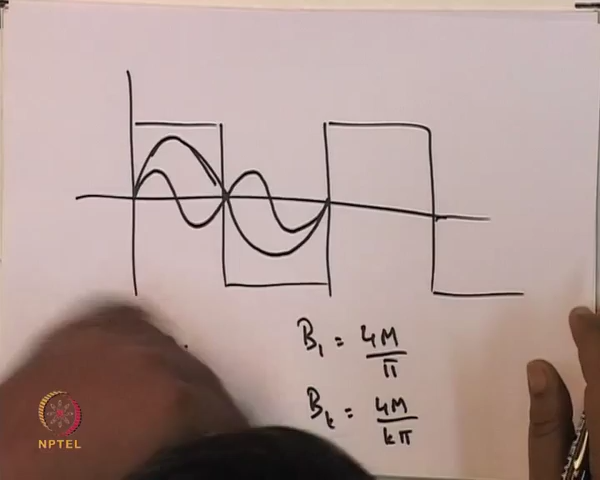 B₁ = 4M/π
Bₖ = 4M/kπ
NPTEL